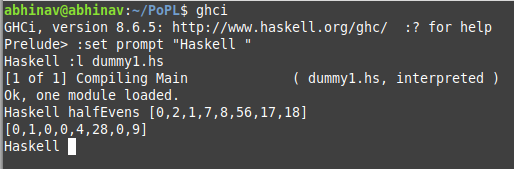 abhinav@abhinav:~/PoPL$ ghci
GHCi, version 8.6.5: http://www.haskell.org/ghc/  :? for help
Prelude> :set prompt "Haskell "
Haskell :l dummy1.hs
[1 of 1] Compiling Main             ( dummy1.hs, interpreted )
Ok, one module loaded.
Haskell halfEvens [0,2,1,7,8,56,17,18]
[0,1,0,0,4,28,0,9]
Haskell